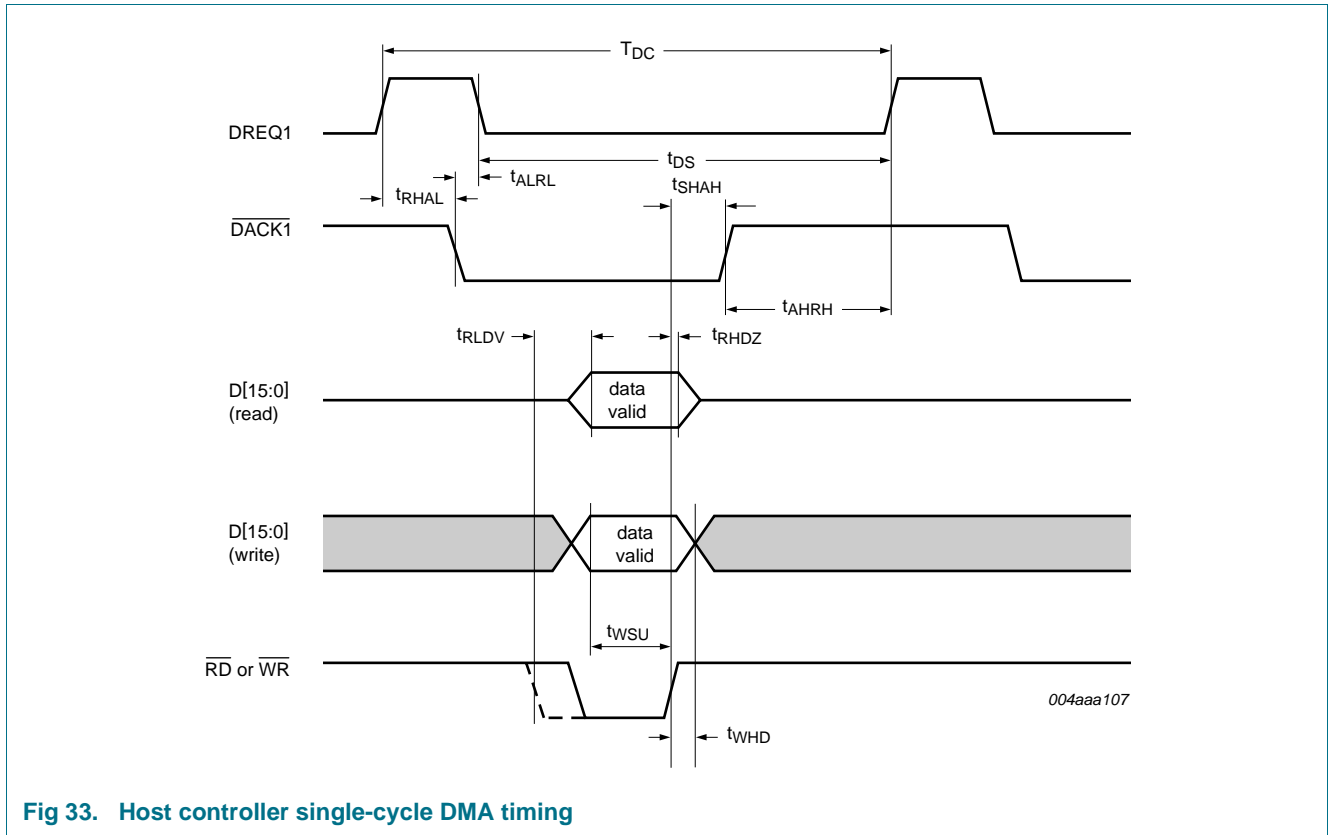 TDC
DREQ1
tDS
tALRL
tSHAH
tRHAL
DACK1
tAHRH
tRLDV
tRHDZ
D[15:0]
(read)
data
valid
D[15:0]
(write)
data
valid
tWSU
RD or WR
004aaa107
tWHD
Fig 33. Host controller single-cycle DMA timing